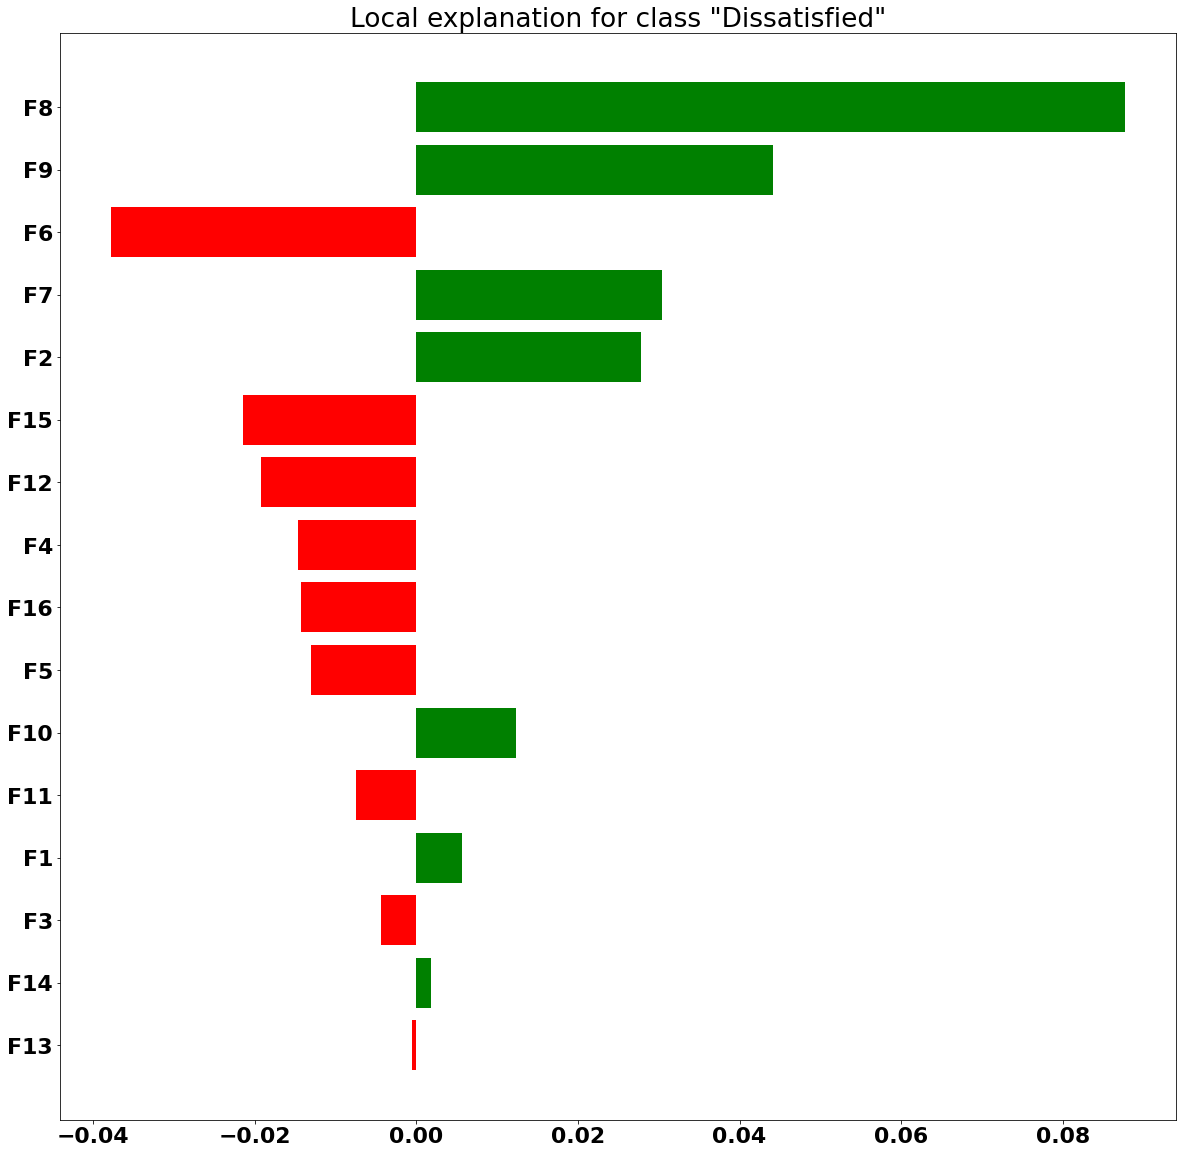 Local explanation for class "Dissatisfied"
F8
F9
F6
F7
F2
F15
F12
F4
F16
F5
F10
F11
F1
F3
F14
F13
−0.04 −0.02 0.00 0.02 0.04 0.06 0.08